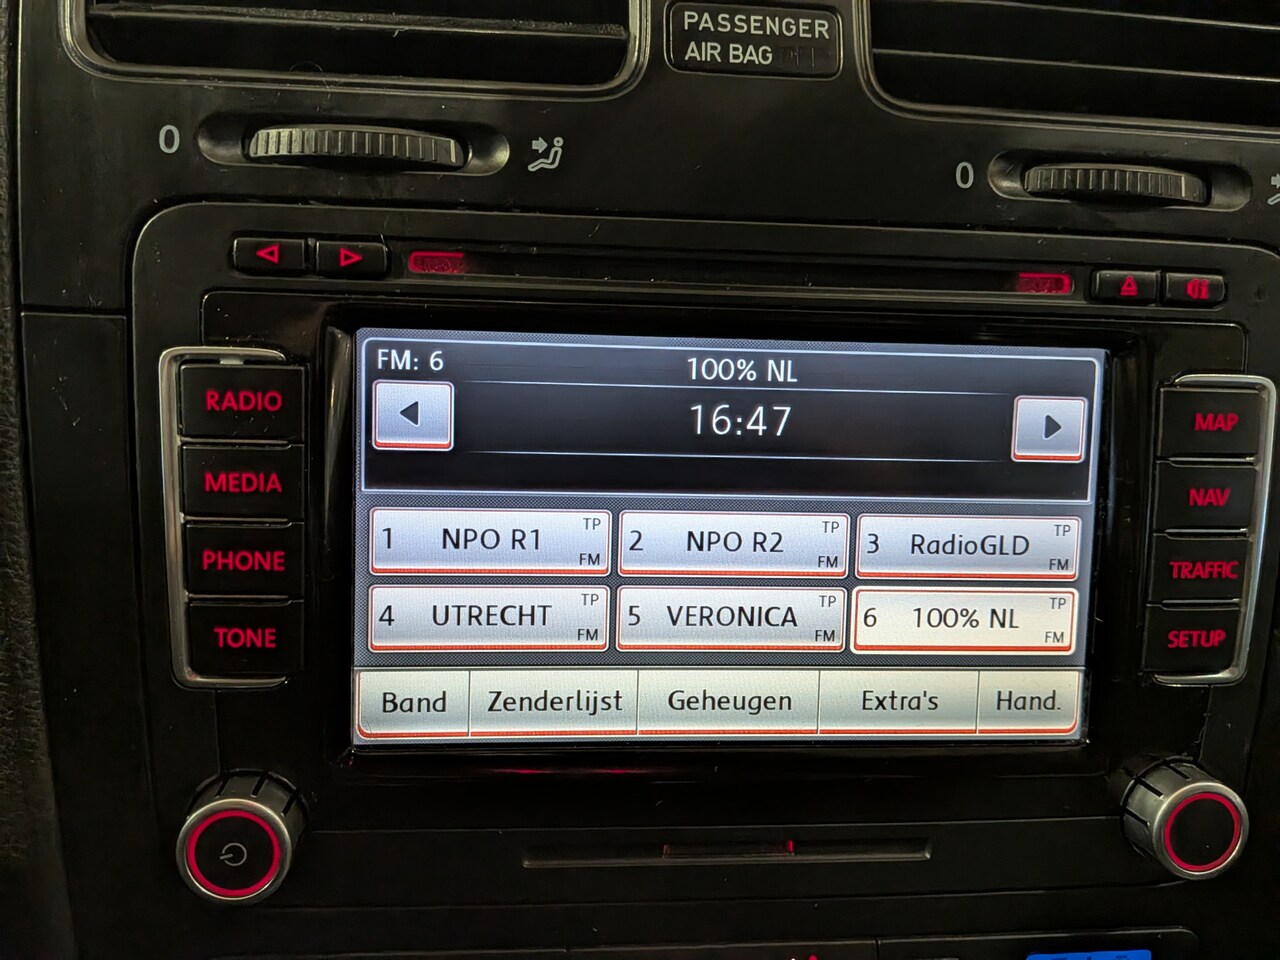 PASSENGER
AIR BAG
0
0
RADIO
MEDIA
PHONE
TONE
FM: 6
100% NL
16:47
1 NPO R1 TP FM
2 NPO R2 TP FM
3 RadioGLD TP FM
4 UTRECHT TP FM
5 VERONICA TP FM
6 100% NL TP FM
Band Zenderlijst Geheugen Extra's Hand.
MAP
NAV
TRAFFIC
SETUP